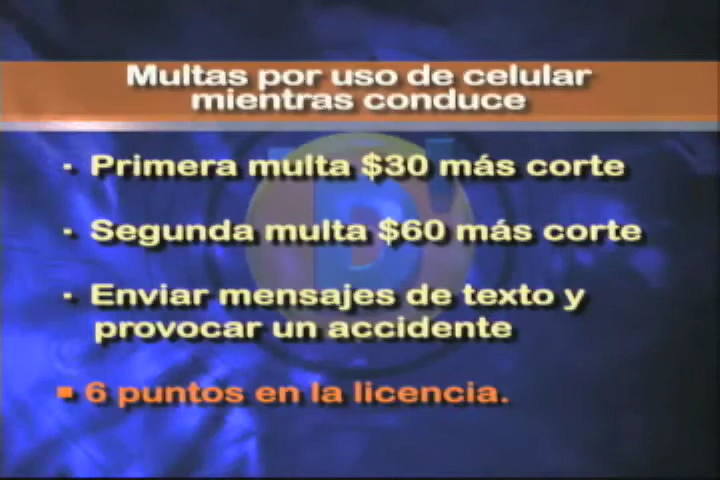 Multas por uso de celular
mientras conduce
- Primera multa $30 más corte
- Segunda multa $60 más corte
- Enviar mensajes de texto y
provocar un accidente
▪ 6 puntos en la licencia.